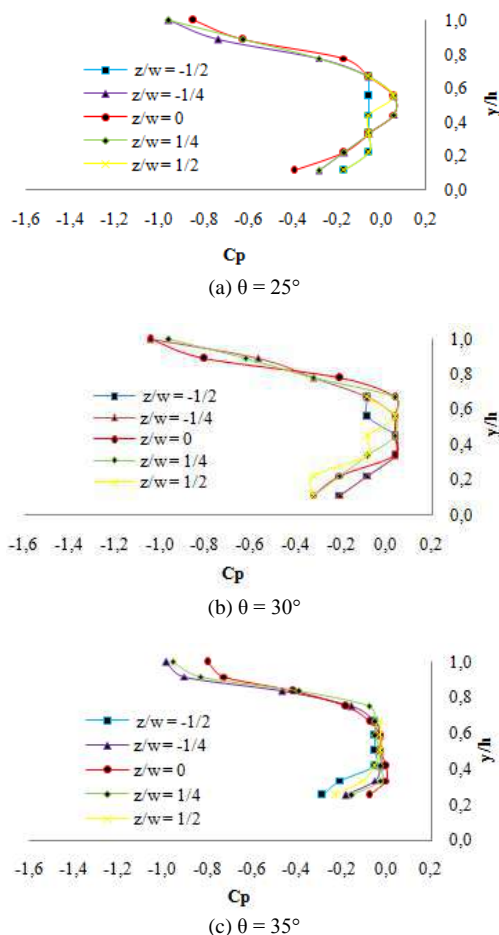 1,0
0,8
0,6
0,4
0,2
0,0
y/h
z/w = -1/2
z/w = -1/4
z/w = 0
z/w = 1/4
z/w = 1/2
-1,6 -1,4 -1,2 -1,0 -0,8 -0,6 -0,4 -0,2 0,0 0,2
Cp
(a) θ = 25°
1,0
0,8
0,6
0,4
0,2
0,0
y/h
z/w = -1/2
z/w = -1/4
z/w = 0
z/w = 1/4
z/w = 1/2
-1,6 -1,4 -1,2 -1,0 -0,8 -0,6 -0,4 -0,2 0,0 0,2
Cp
(b) θ = 30°
1,0
0,8
0,6
0,4
0,2
0,0
y/h
z/w = -1/2
z/w = -1/4
z/w = 0
z/w = 1/4
z/w = 1/2
-1,6 -1,4 -1,2 -1,0 -0,8 -0,6 -0,4 -0,2 0,0 0,2
Cp
(c) θ = 35°